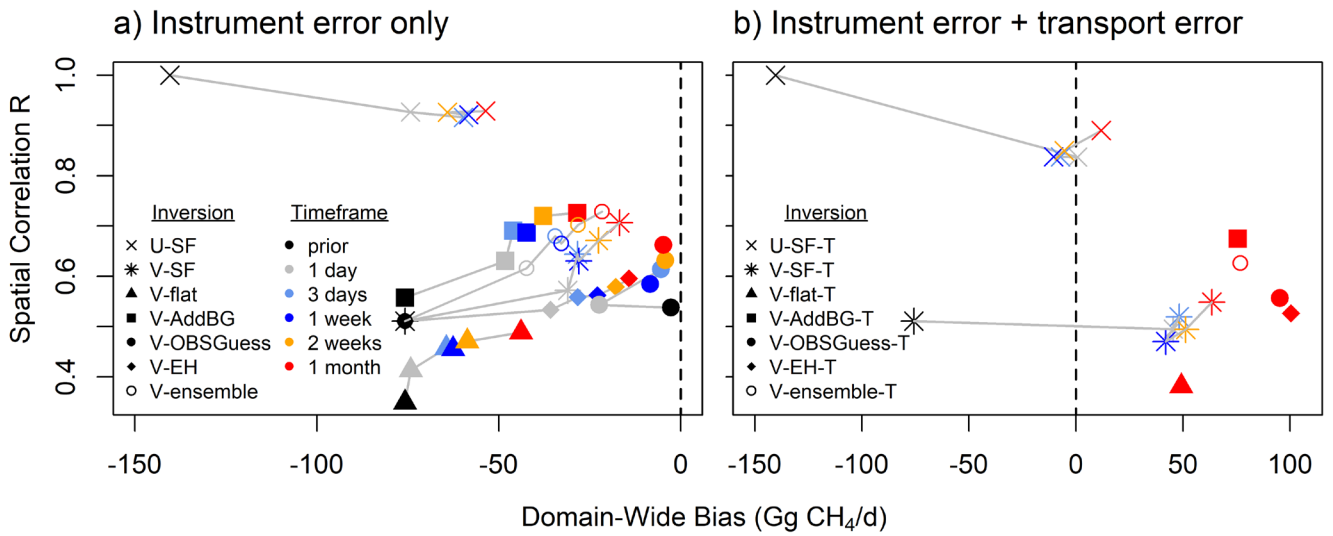 a) Instrument error only
b) Instrument error + transport error
Spatial Correlation R
1.0
0.8
0.6
0.4
Inversion
U-SF
V-SF
V-flat
V-AddBG
V-OBSGuess
V-EH
V-ensemble
Timeframe
prior
1 day
3 days
1 week
2 weeks
1 month
Inversion
U-SF-T
V-SF-T
V-flat-T
V-AddBG-T
V-OBSGuess-T
V-EH-T
V-ensemble-T
-150 -100 -50 0
-150 -100 -50 0 50 100
Domain-Wide Bias (Gg CH₄/d)